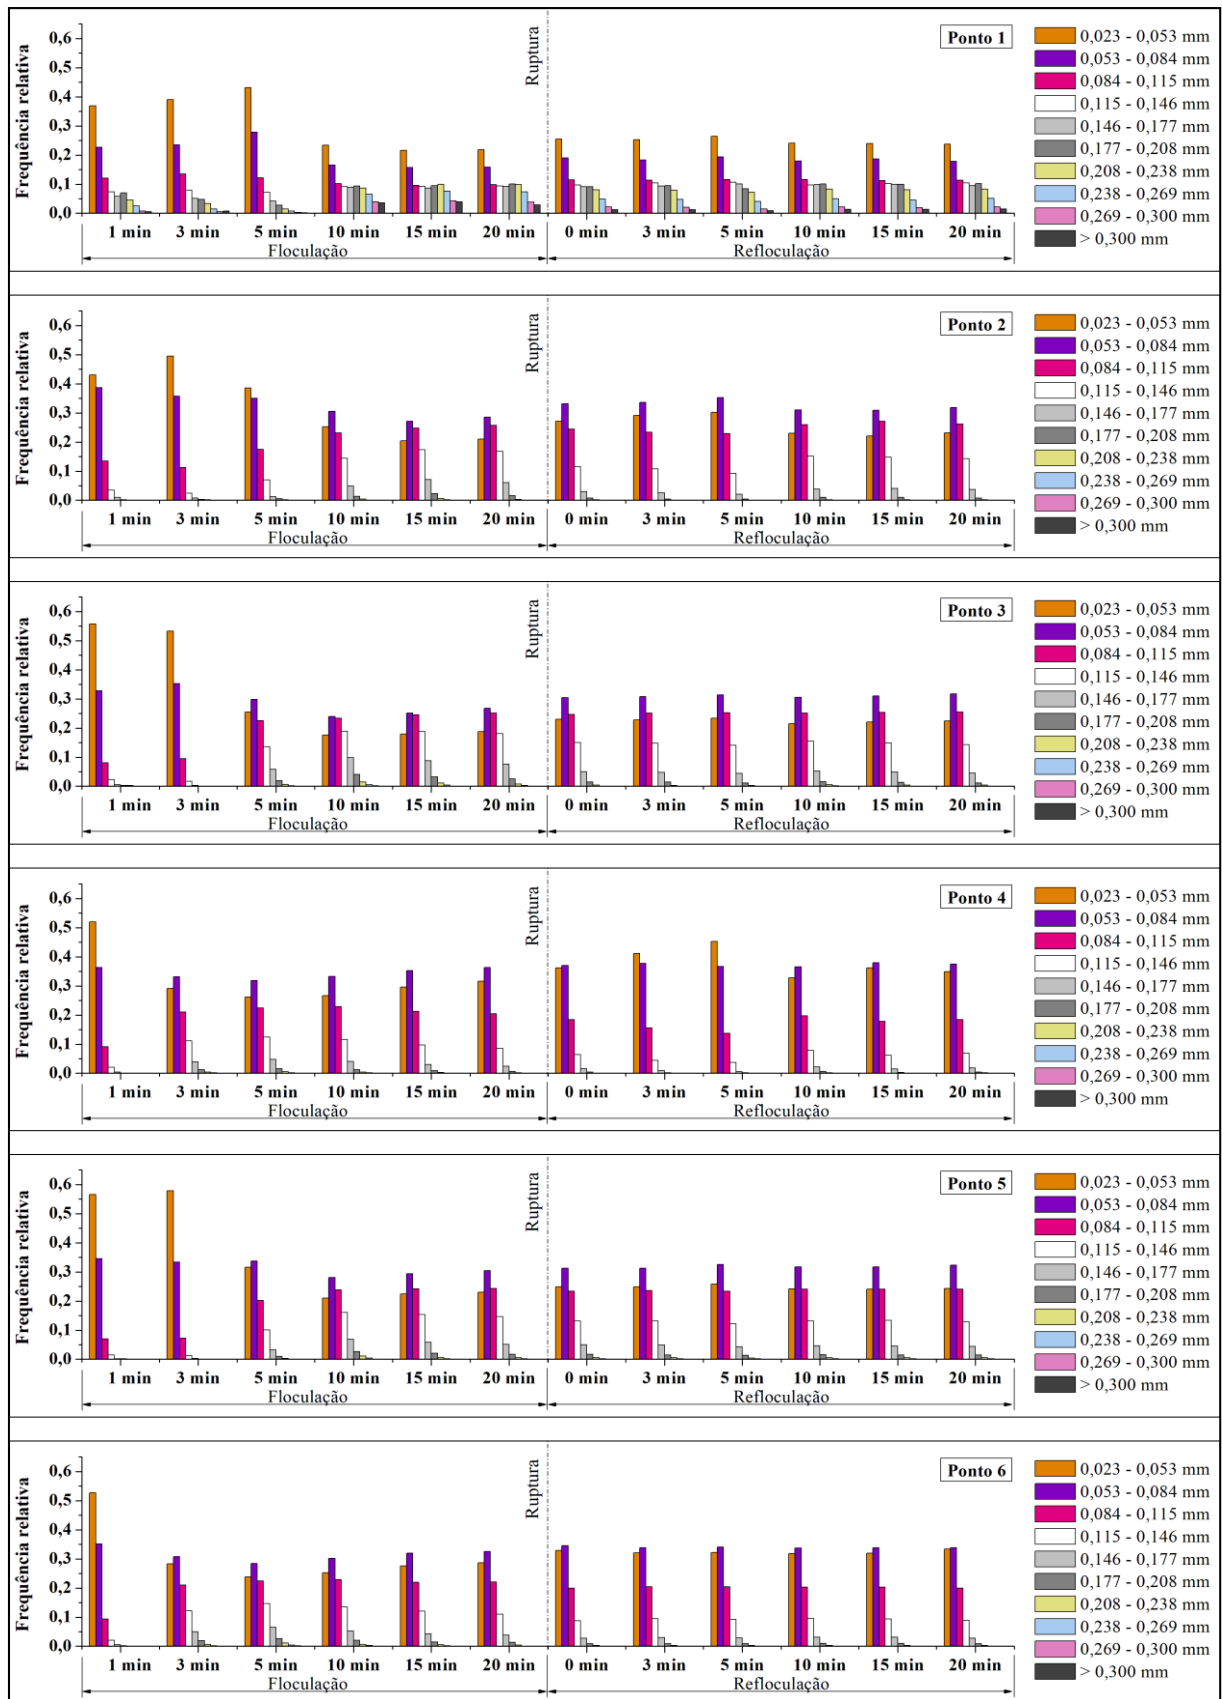 Ponto 1
Frequência relativa
0,6
0,5
0,4
0,3
0,2
0,1
0,0
Ruptura
1 min 3 min 5 min 10 min 15 min 20 min 0 min 3 min 5 min 10 min 15 min 20 min
Floculação Refloculação
0,023 - 0,053 mm
0,053 - 0,084 mm
0,084 - 0,115 mm
0,115 - 0,146 mm
0,146 - 0,177 mm
0,177 - 0,208 mm
0,208 - 0,238 mm
0,238 - 0,269 mm
0,269 - 0,300 mm
> 0,300 mm
Ponto 2
Frequência relativa
0,6
0,5
0,4
0,3
0,2
0,1
0,0
Ruptura
1 min 3 min 5 min 10 min 15 min 20 min 0 min 3 min 5 min 10 min 15 min 20 min
Floculação Refloculação
0,023 - 0,053 mm
0,053 - 0,084 mm
0,084 - 0,115 mm
0,115 - 0,146 mm
0,146 - 0,177 mm
0,177 - 0,208 mm
0,208 - 0,238 mm
0,238 - 0,269 mm
0,269 - 0,300 mm
> 0,300 mm
Ponto 3
Frequência relativa
0,6
0,5
0,4
0,3
0,2
0,1
0,0
Ruptura
1 min 3 min 5 min 10 min 15 min 20 min 0 min 3 min 5 min 10 min 15 min 20 min
Floculação Refloculação
0,023 - 0,053 mm
0,053 - 0,084 mm
0,084 - 0,115 mm
0,115 - 0,146 mm
0,146 - 0,177 mm
0,177 - 0,208 mm
0,208 - 0,238 mm
0,238 - 0,269 mm
0,269 - 0,300 mm
> 0,300 mm
Ponto 4
Frequência relativa
0,6
0,5
0,4
0,3
0,2
0,1
0,0
Ruptura
1 min 3 min 5 min 10 min 15 min 20 min 0 min 3 min 5 min 10 min 15 min 20 min
Floculação Refloculação
0,023 - 0,053 mm
0,053 - 0,084 mm
0,084 - 0,115 mm
0,115 - 0,146 mm
0,146 - 0,177 mm
0,177 - 0,208 mm
0,208 - 0,238 mm
0,238 - 0,269 mm
0,269 - 0,300 mm
> 0,300 mm
Ponto 5
Frequência relativa
0,6
0,5
0,4
0,3
0,2
0,1
0,0
Ruptura
1 min 3 min 5 min 10 min 15 min 20 min 0 min 3 min 5 min 10 min 15 min 20 min
Floculação Refloculação
0,023 - 0,053 mm
0,053 - 0,084 mm
0,084 - 0,115 mm
0,115 - 0,146 mm
0,146 - 0,177 mm
0,177 - 0,208 mm
0,208 - 0,238 mm
0,238 - 0,269 mm
0,269 - 0,300 mm
> 0,300 mm
Ponto 6
Frequência relativa
0,6
0,5
0,4
0,3
0,2
0,1
0,0
Ruptura
1 min 3 min 5 min 10 min 15 min 20 min 0 min 3 min 5 min 10 min 15 min 20 min
Floculação Refloculação
0,023 - 0,053 mm
0,053 - 0,084 mm
0,084 - 0,115 mm
0,115 - 0,146 mm
0,146 - 0,177 mm
0,177 - 0,208 mm
0,208 - 0,238 mm
0,238 - 0,269 mm
0,269 - 0,300 mm
> 0,300 mm